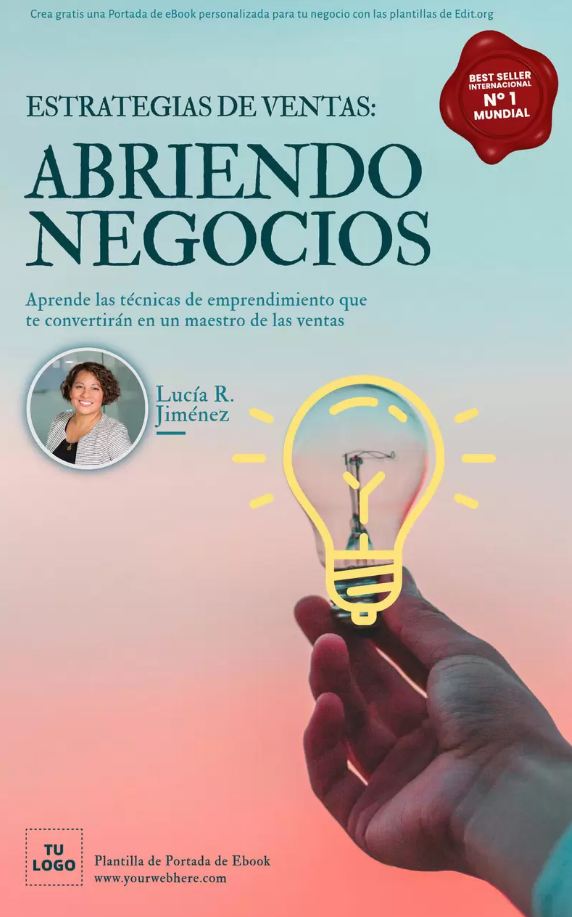 Crea gratis una Portada de eBook personalizada para tu negocio con las plantillas de Edit.org
BEST SELLER
INTERNACIONAL
Nº 1
MUNDIAL
ESTRATEGIAS DE VENTAS:
ABRIENDO
NEGOCIOS
Aprende las técnicas de emprendimiento que
te convertirán en un maestro de las ventas
Lucía R.
Jiménez
TU
LOGO
Plantilla de Portada de Ebook
www.yourwebhere.com